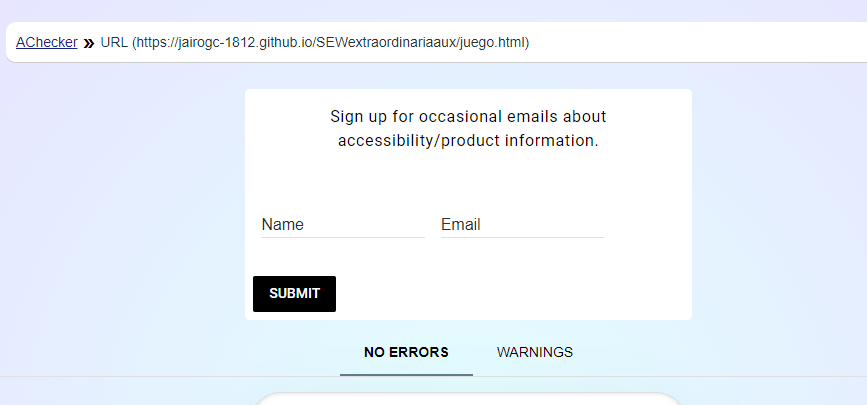 AChecker » URL (https://jairogc-1812.github.io/SEWextraordinariaaux/juego.html)
Sign up for occasional emails about
accessibility/product information.
Name Email
SUBMIT
NO ERRORS WARNINGS